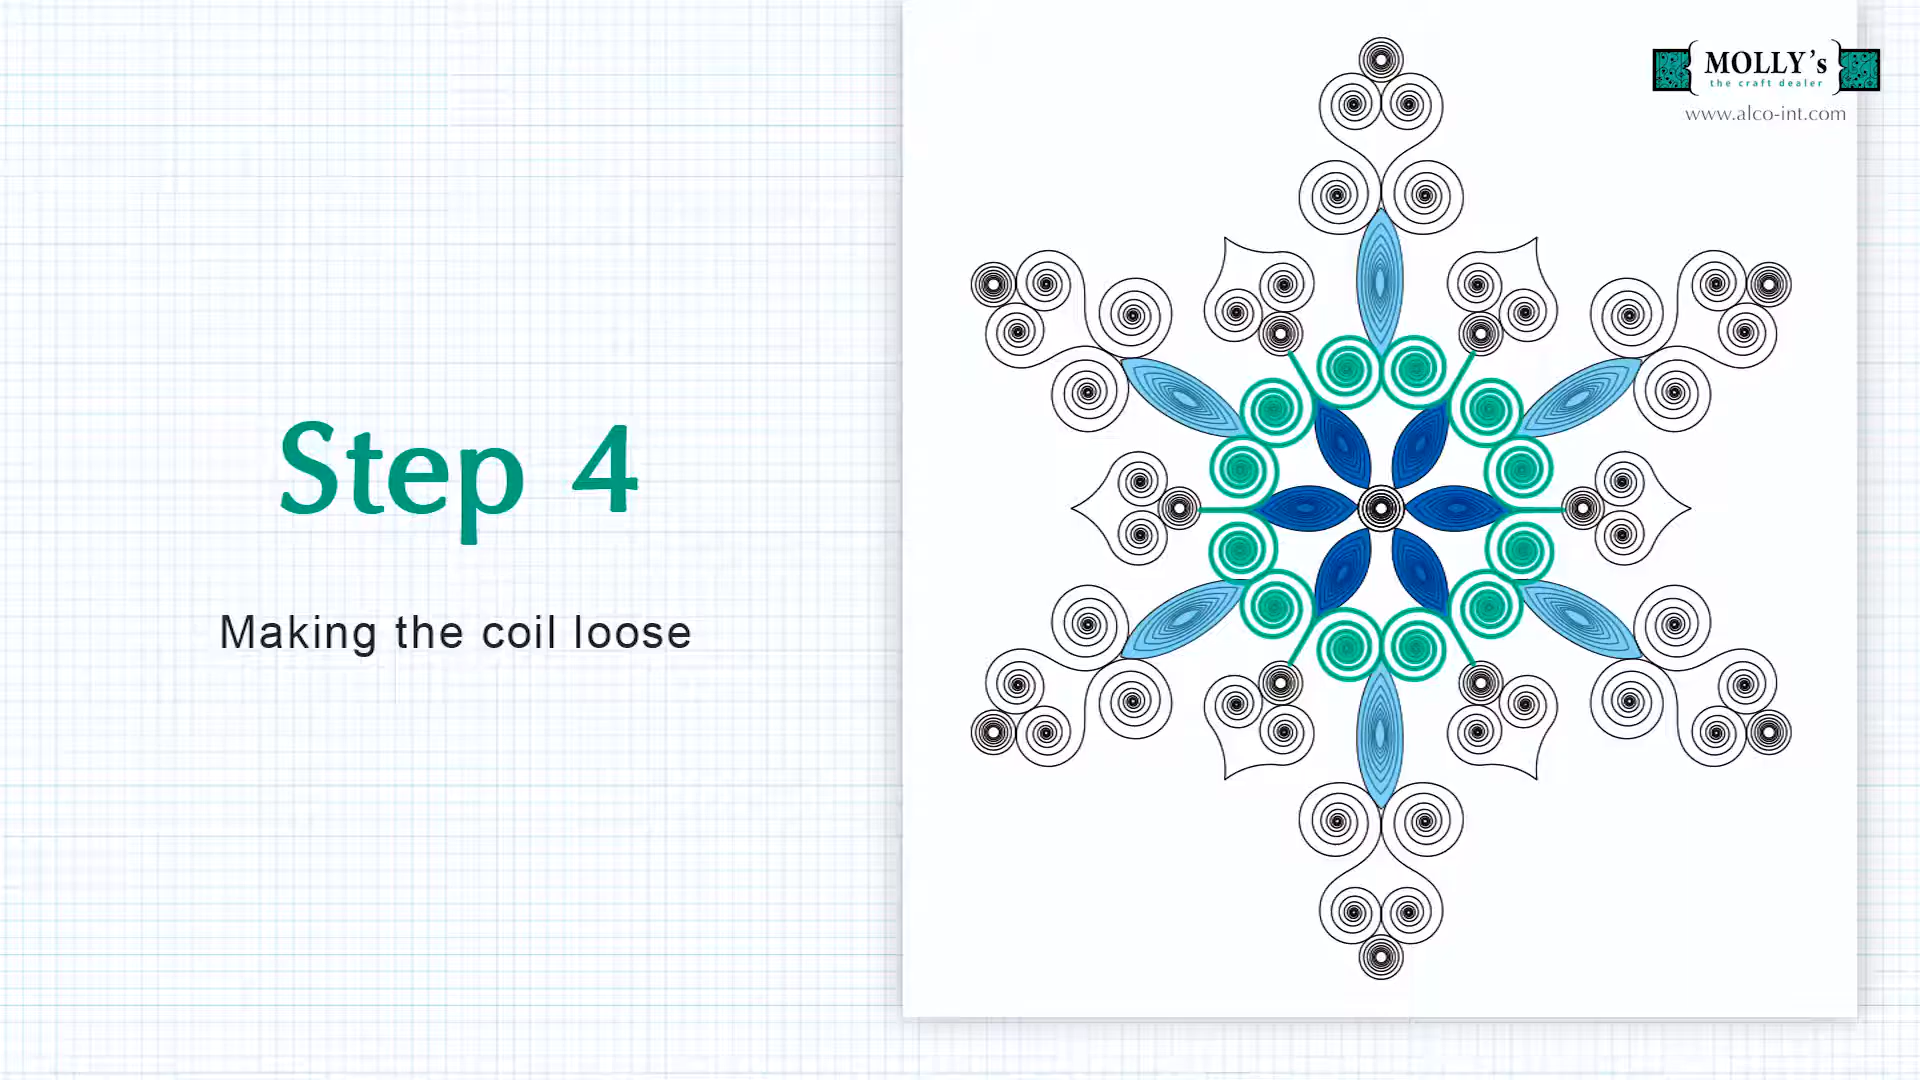 MOLLY's
the craft dealer
www.alco-int.com
Step 4
Making the coil loose